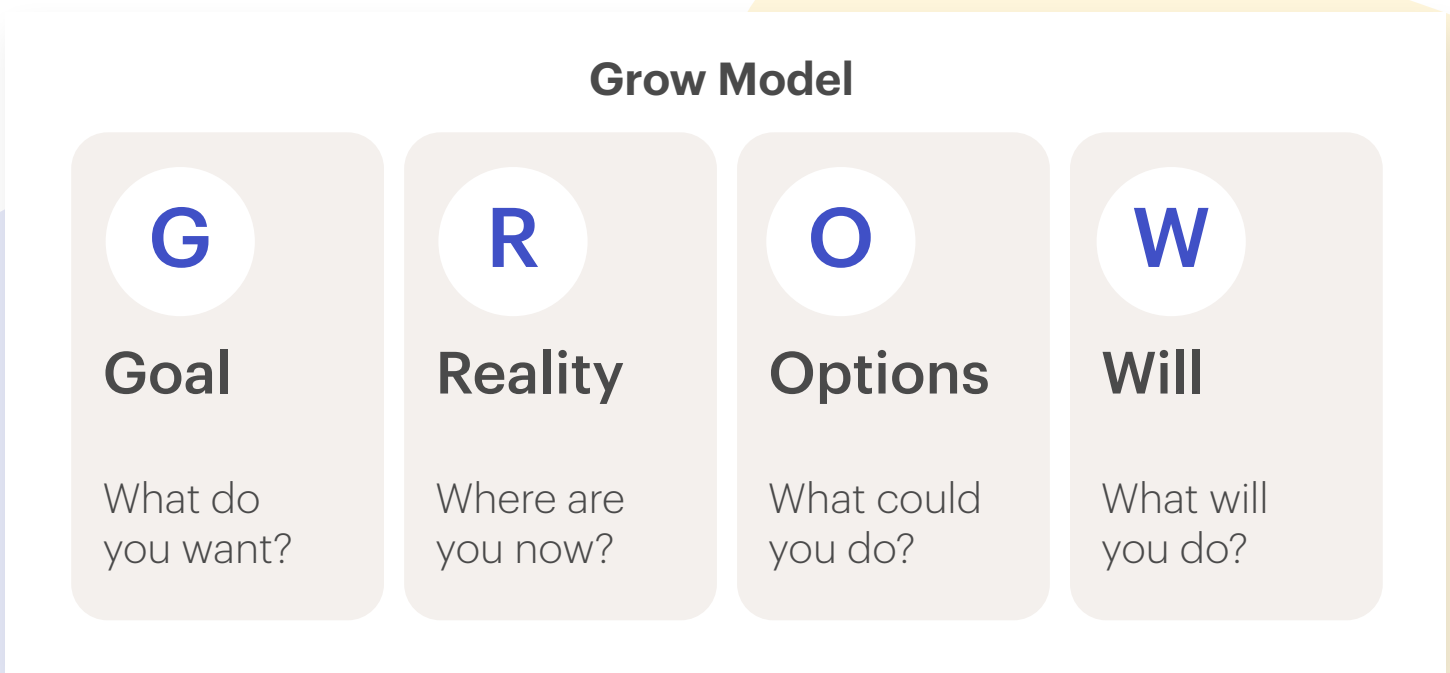 Grow Model
G
Goal
What do
you want?
R
Reality
Where are
you now?
O
Options
What could
you do?
W
Will
What will
you do?